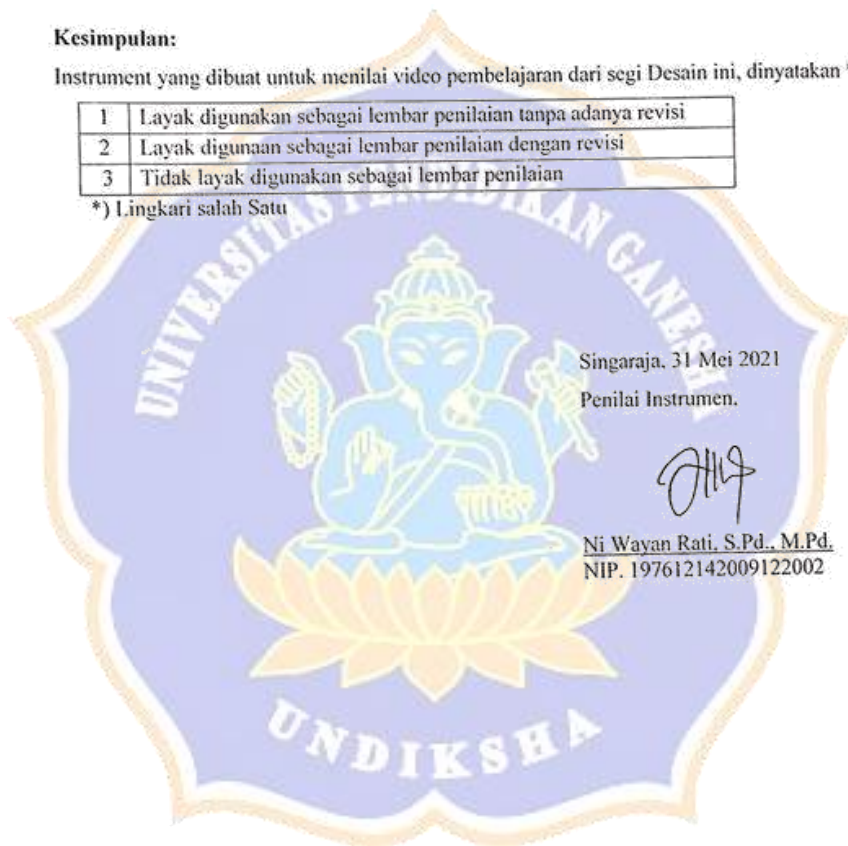 Kesimpulan:
Instrument yang dibuat untuk menilai video pembelajaran dari segi Desain ini, dinyatakan *
1 Layak digunakan sebagai lembar penilaian tanpa adanya revisi
2 Layak digunaan sebagai lembar penilaian dengan revisi
3 Tidak layak digunakan sebagai lembar penilaian
*) Lingkari salah Satu
UNIVERSITAS PENDIDIKAN GANESHA
Singaraja, 31 Mei 2021
Penilai Instrumen.
Ni Wayan Rati, S.Pd., M.Pd.
NIP. 197612142009122002
UNDIKSHA